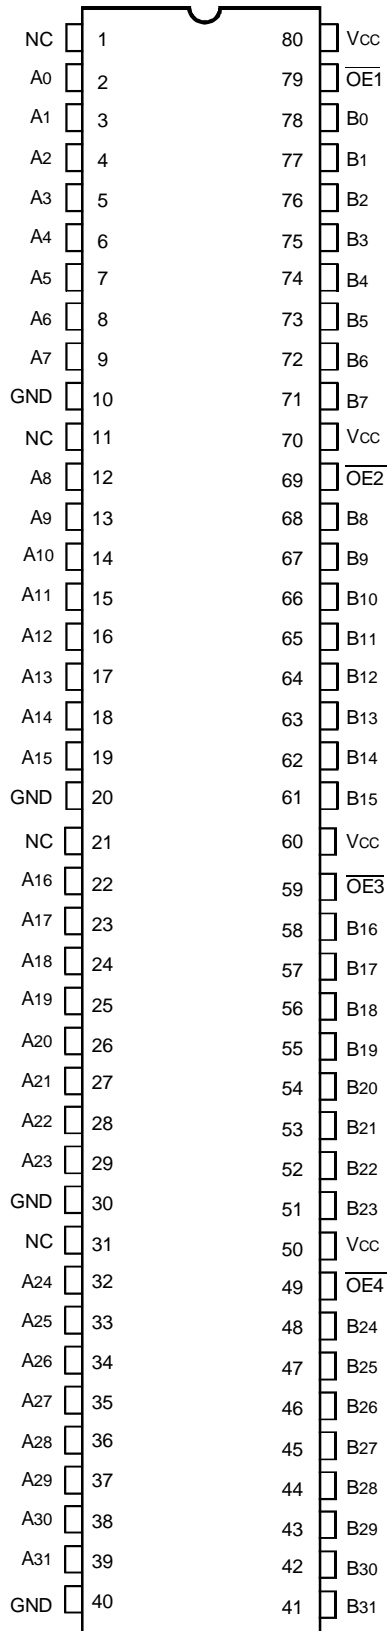 NC 1 80 VCC
A0 2 79 OE1
A1 3 78 B0
A2 4 77 B1
A3 5 76 B2
A4 6 75 B3
A5 7 74 B4
A6 8 73 B5
A7 9 72 B6
GND 10 71 B7
NC 11 70 VCC
A8 12 69 OE2
A9 13 68 B8
A10 14 67 B9
A11 15 66 B10
A12 16 65 B11
A13 17 64 B12
A14 18 63 B13
A15 19 62 B14
GND 20 61 B15
NC 21 60 VCC
A16 22 59 OE3
A17 23 58 B16
A18 24 57 B17
A19 25 56 B18
A20 26 55 B19
A21 27 54 B20
A22 28 53 B21
A23 29 52 B22
GND 30 51 B23
NC 31 50 VCC
A24 32 49 OE4
A25 33 48 B24
A26 34 47 B25
A27 35 46 B26
A28 36 45 B27
A29 37 44 B28
A30 38 43 B29
A31 39 42 B30
GND 40 41 B31